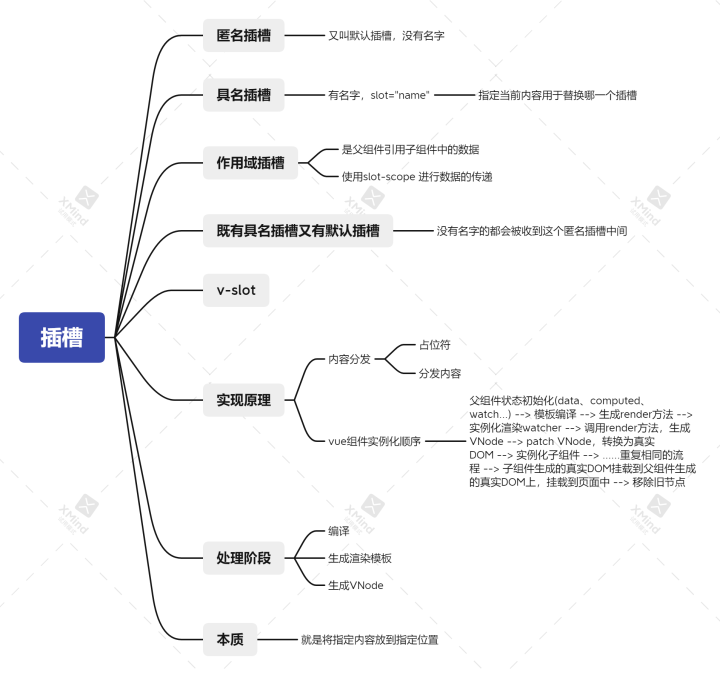 插槽
匿名插槽
又叫默认插槽，没有名字
具名插槽
有名字，slot="name"
指定当前内容用于替换哪一个插槽
作用域插槽
是父组件引用子组件中的数据
使用slot-scope 进行数据的传递
既有具名插槽又有默认插槽
没有名字的都会被收到这个匿名插槽中间
v-slot
实现原理
内容分发
占位符
分发内容
vue组件实例化顺序
父组件状态初始化(data、computed、
watch...) --> 模板编译 --> 生成render方法 -->
实例化渲染watcher --> 调用render方法，生成
VNode --> patch VNode，转换为真实
DOM --> 实例化子组件 --> ......重复相同的流
程 --> 子组件生成的真实DOM挂载到父组件生成
的真实DOM上，挂载到页面中 --> 移除旧节点
处理阶段
编译
生成渲染模板
生成VNode
本质
就是将指定内容放到指定位置
XMind
XMind
XMind
XMind
XMind
XMind